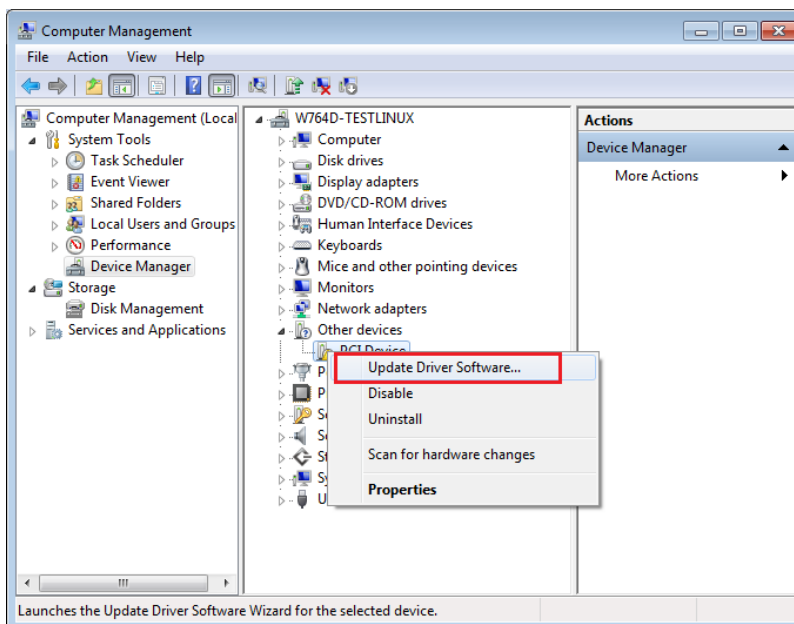 Computer Management
File Action View Help
Computer Management (Local
System Tools
Task Scheduler
Event Viewer
Shared Folders
Local Users and Groups
Performance
Device Manager
Storage
Disk Management
Services and Applications
W764D-TESTLINUX
Computer
Disk drives
Display adapters
DVD/CD-ROM drives
Human Interface Devices
Keyboards
Mice and other pointing devices
Monitors
Network adapters
Other devices
PCI Device
P
P
S
S
S
Sy
U
Update Driver Software...
Disable
Uninstall
Scan for hardware changes
Properties
Actions
Device Manager
More Actions
Launches the Update Driver Software Wizard for the selected device.